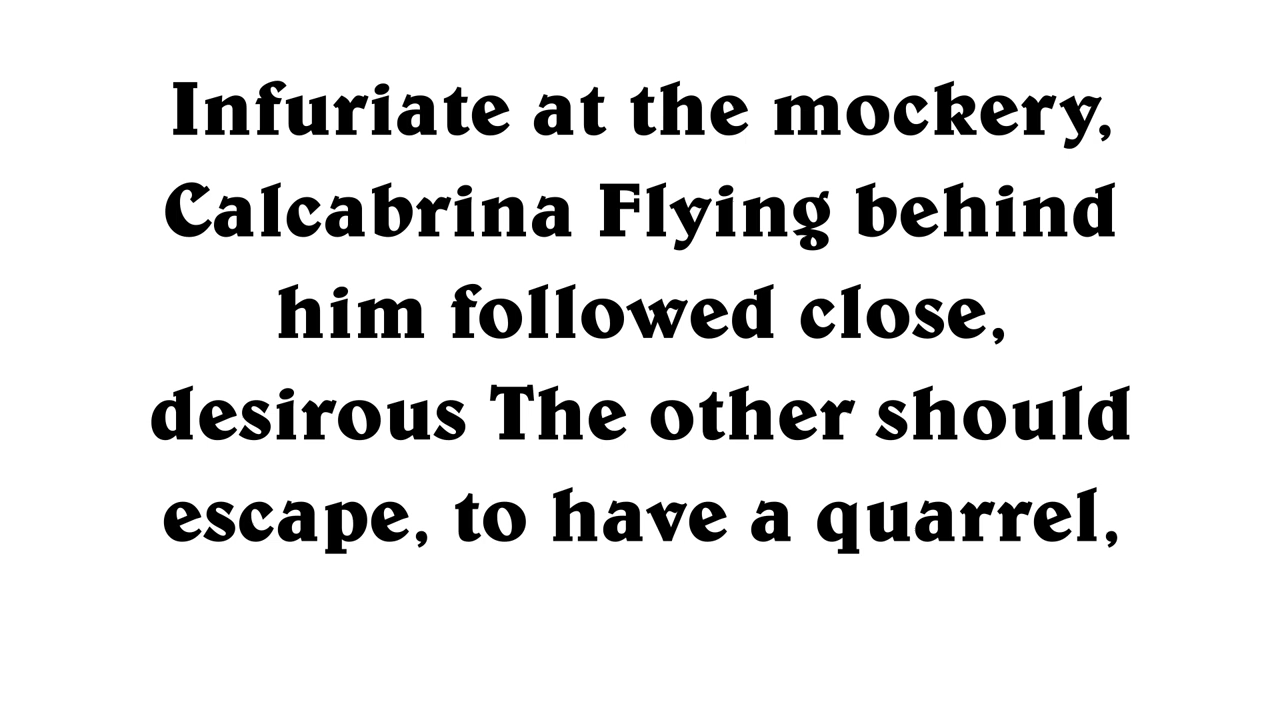 Infuriate at the mockery,
Calcabrina Flying behind
him followed close,
desirous The other should
escape, to have a quarrel,